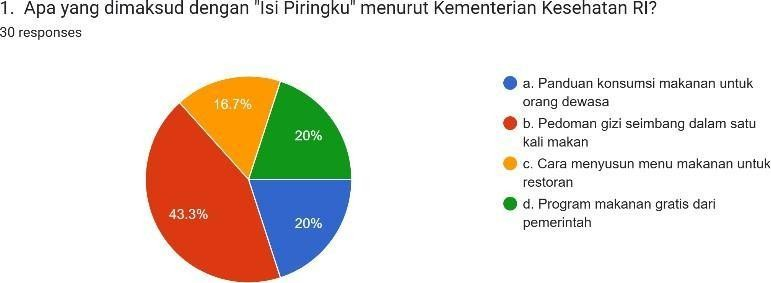 1. Apa yang dimaksud dengan "Isi Piringku" menurut Kementerian Kesehatan RI?
30 responses
16.7%
20%
43.3%
20%
a. Panduan konsumsi makanan untuk
orang dewasa
b. Pedoman gizi seimbang dalam satu
kali makan
c. Cara menyusun menu makanan untuk
restoran
d. Program makanan gratis dari
pemerintah